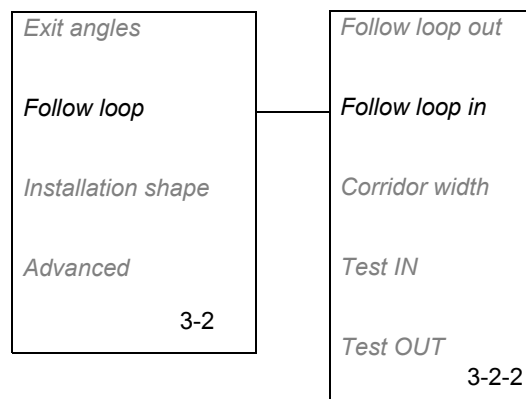 Exit angles
Follow loop
Installation shape
Advanced
3-2
Follow loop out
Follow loop in
Corridor width
Test IN
Test OUT
3-2-2